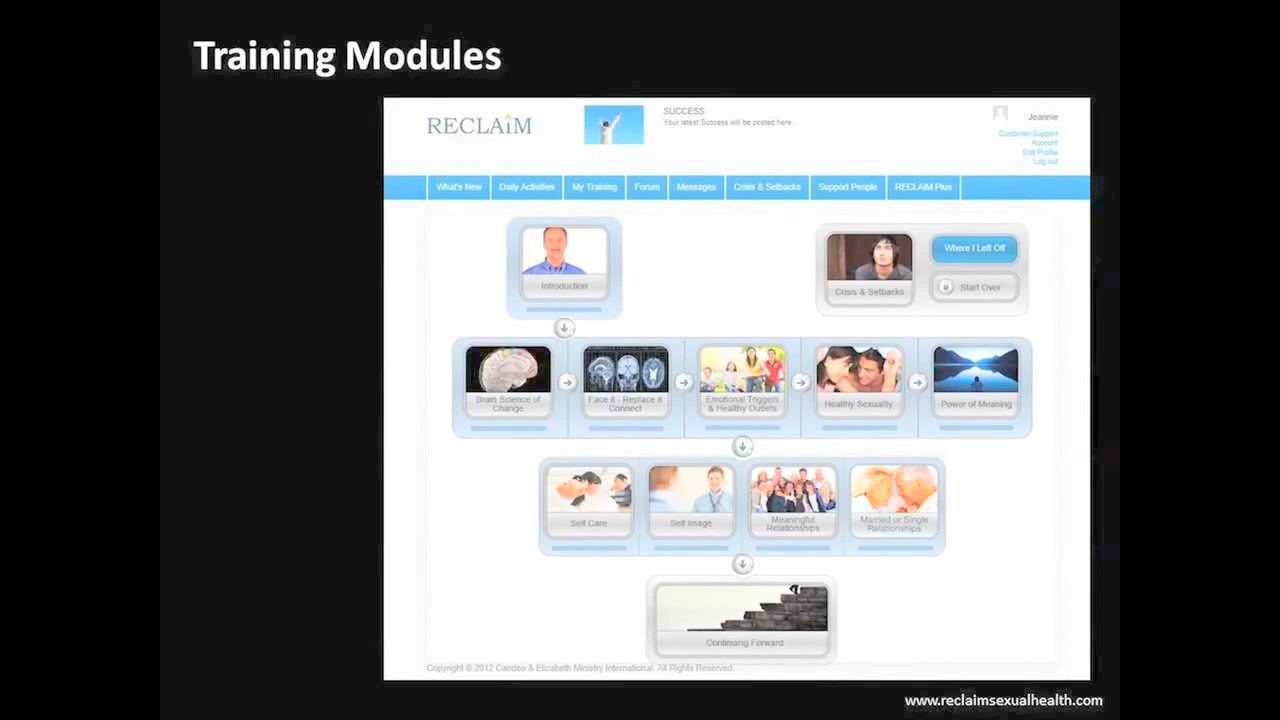 Training Modules
RECLAiM
SUCCESS
Your latest Success will be posted here.
Jeannie
Customer Support
Account
Edit Profile
Log out
What's New
Daily Activities
My Training
Forum
Messages
Crisis & Setbacks
Support People
RECLAiM Plus
Introduction
Crisis & Setbacks
Where I Left Off
Start Over
Brain Science of
Change
Face it - Replace it
Connect
Emotional Triggers
& Healthy Outlets
Healthy Sexuality
Power of Meaning
Self Care
Self Image
Meaningful
Relationships
Married or Single
Relationships
Continuing Forward
Copyright © 2012 Candeo & Elizabeth Ministry International. All Rights Reserved.
www.reclaimsexualhealth.com